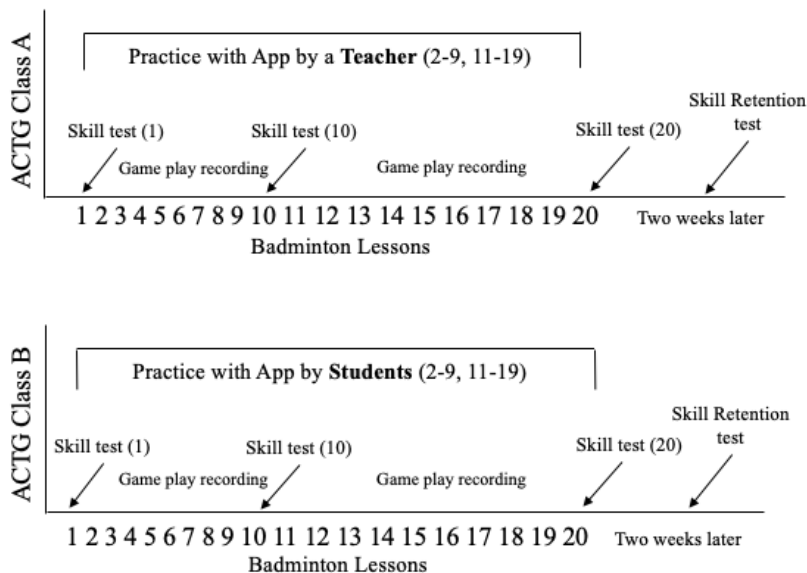 ACTG Class A
Practice with App by a Teacher (2-9, 11-19)
Skill Retention
test
Skill test (1)
Skill test (10)
Skill test (20)
Game play recording
Game play recording
1 2 3 4 5 6 7 8 9 10 11 12 13 14 15 16 17 18 19 20
Two weeks later
Badminton Lessons
ACTG Class B
Practice with App by Students (2-9, 11-19)
Skill Retention
test
Skill test (1)
Skill test (10)
Skill test (20)
Game play recording
Game play recording
1 2 3 4 5 6 7 8 9 10 11 12 13 14 15 16 17 18 19 20
Two weeks later
Badminton Lessons